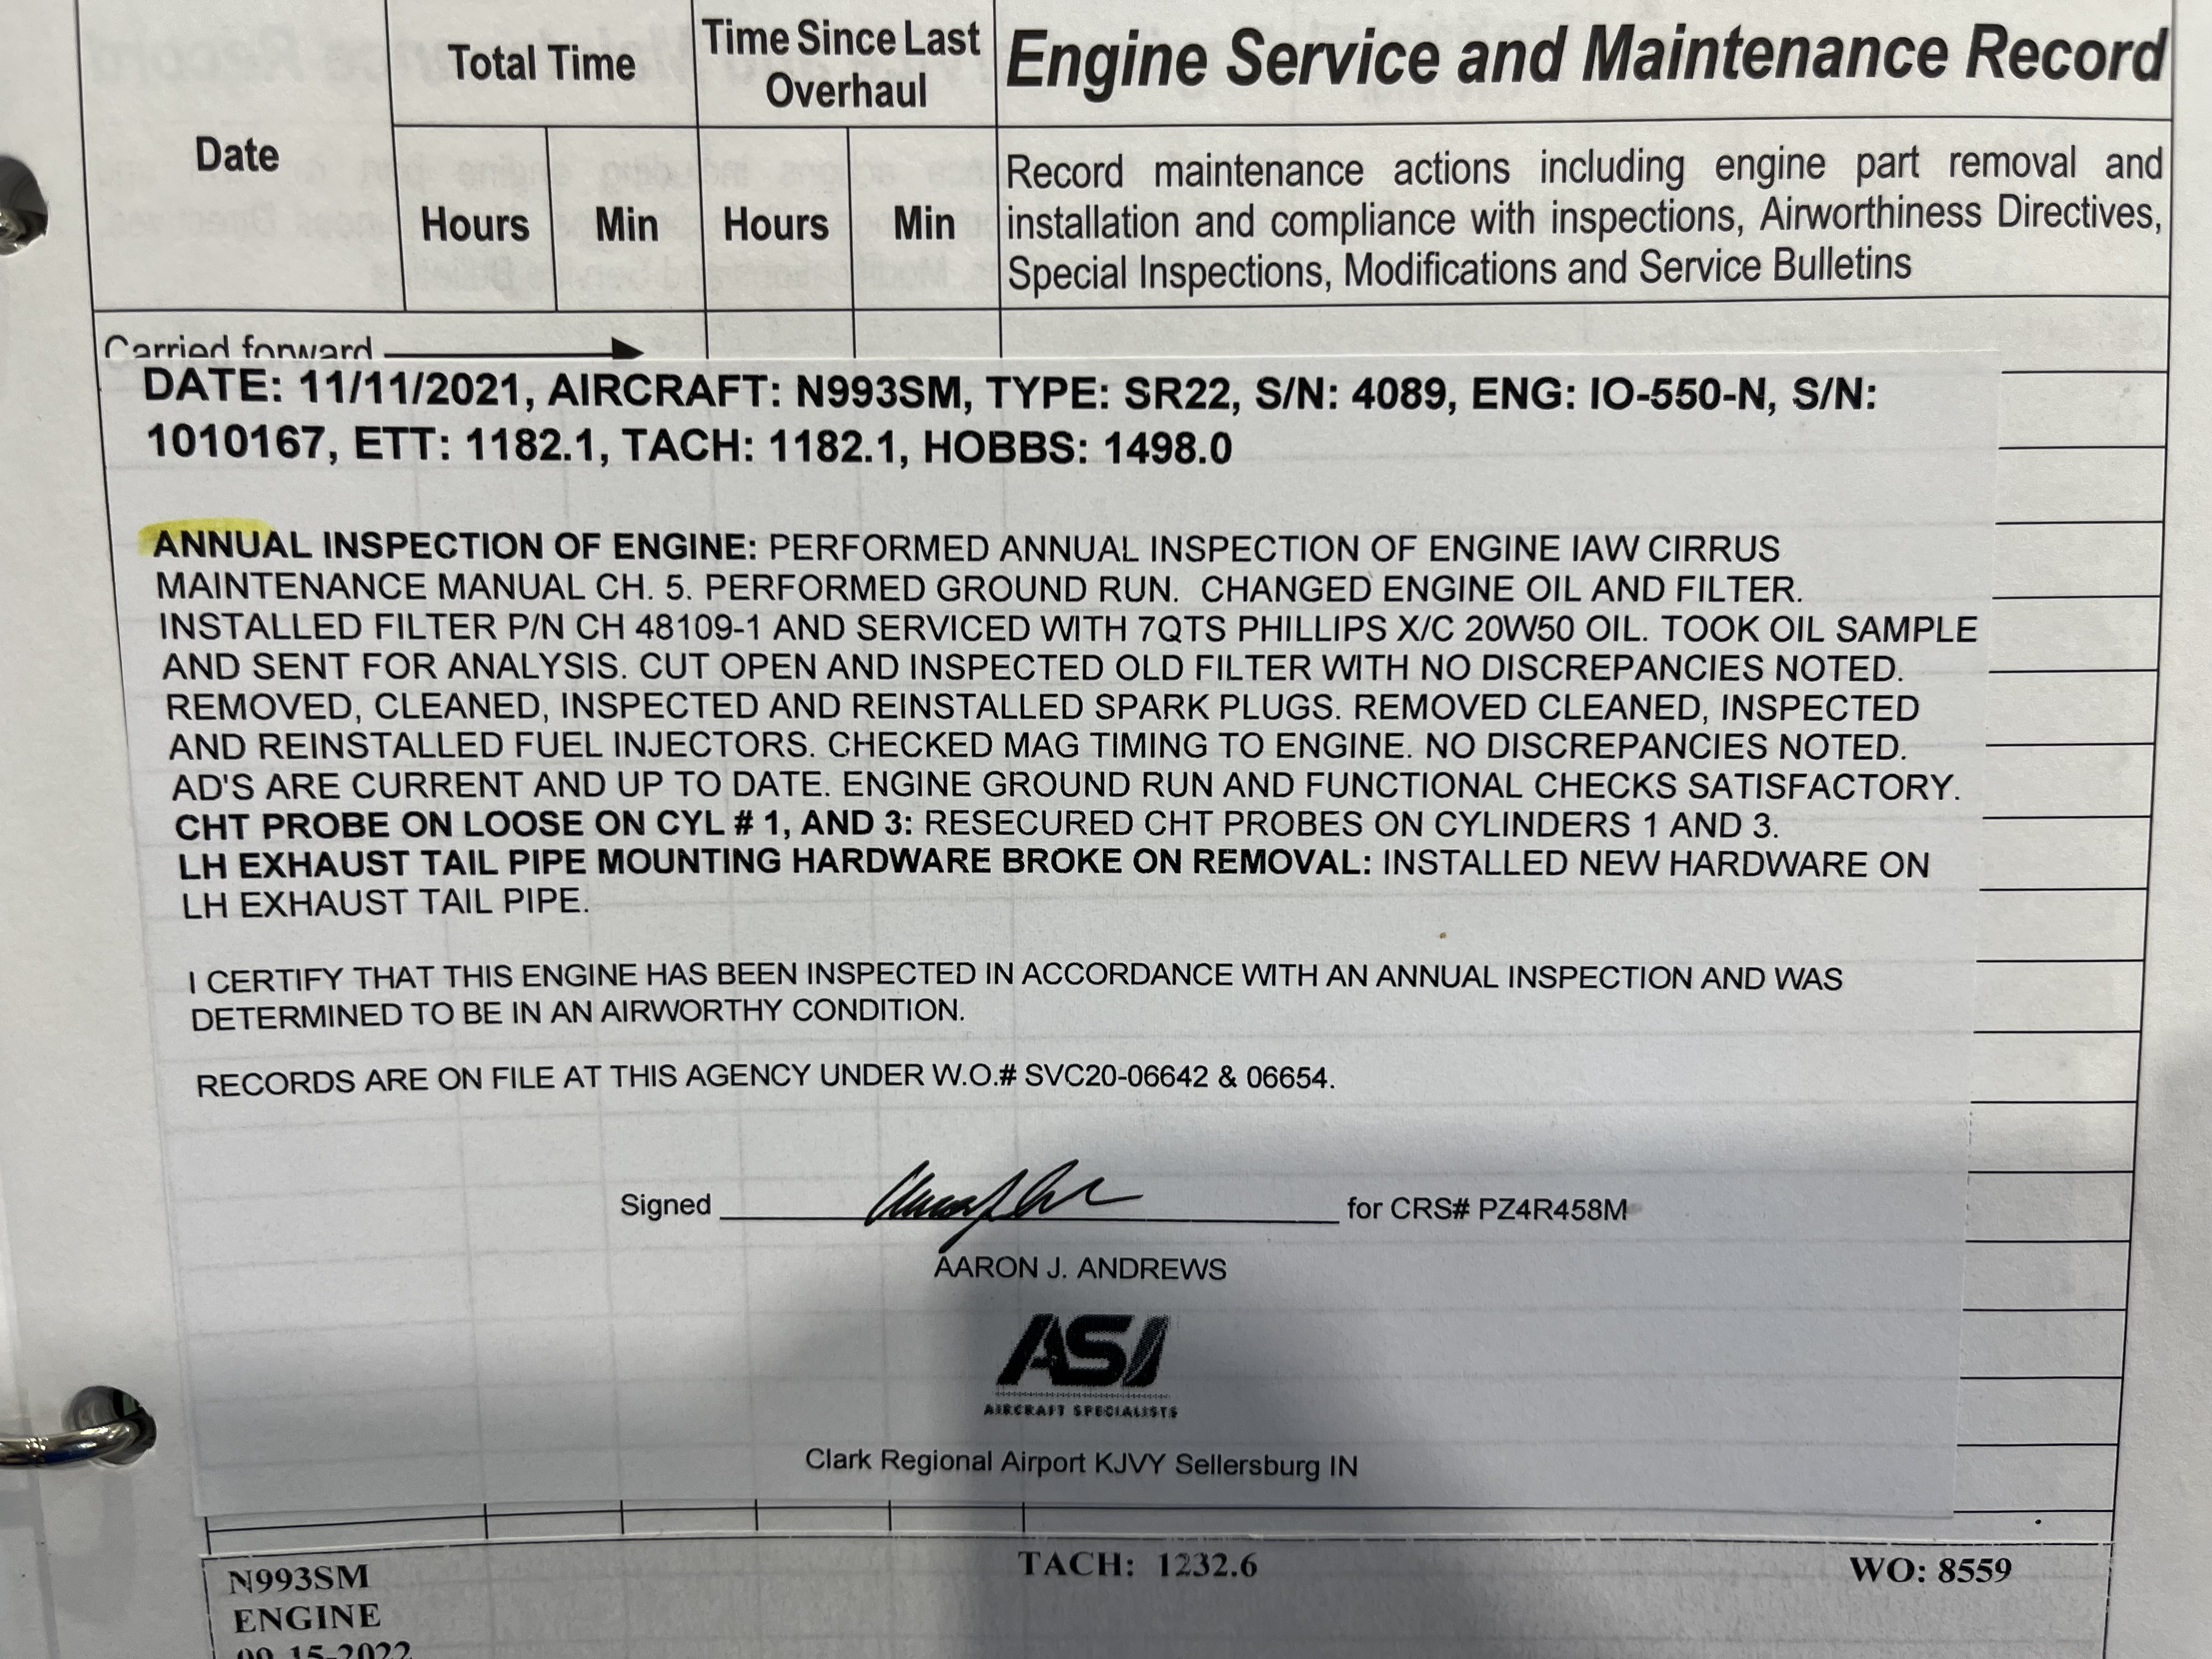 Date
Total Time
Time Since Last
Overhaul
Engine Service and Maintenance Record
Hours
Min
Hours
Min
Record maintenance actions including engine part removal and
installation and compliance with inspections, Airworthiness Directives,
Special Inspections, Modifications and Service Bulletins
Carried forward
DATE: 11/11/2021, AIRCRAFT: N993SM, TYPE: SR22, S/N: 4089, ENG: IO-550-N, S/N:
1010167, ETT: 1182.1, TACH: 1182.1, HOBBS: 1498.0
ANNUAL INSPECTION OF ENGINE: PERFORMED ANNUAL INSPECTION OF ENGINE IAW CIRRUS
MAINTENANCE MANUAL CH. 5. PERFORMED GROUND RUN. CHANGED ENGINE OIL AND FILTER.
INSTALLED FILTER P/N CH 48109-1 AND SERVICED WITH 7QTS PHILLIPS X/C 20W50 OIL. TOOK OIL SAMPLE
AND SENT FOR ANALYSIS. CUT OPEN AND INSPECTED OLD FILTER WITH NO DISCREPANCIES NOTED.
REMOVED, CLEANED, INSPECTED AND REINSTALLED SPARK PLUGS. REMOVED CLEANED, INSPECTED
AND REINSTALLED FUEL INJECTORS. CHECKED MAG TIMING TO ENGINE. NO DISCREPANCIES NOTED.
AD'S ARE CURRENT AND UP TO DATE. ENGINE GROUND RUN AND FUNCTIONAL CHECKS SATISFACTORY.
CHT PROBE ON LOOSE ON CYL # 1, AND 3: RESECURED CHT PROBES ON CYLINDERS 1 AND 3.
LH EXHAUST TAIL PIPE MOUNTING HARDWARE BROKE ON REMOVAL: INSTALLED NEW HARDWARE ON
LH EXHAUST TAIL PIPE.
I CERTIFY THAT THIS ENGINE HAS BEEN INSPECTED IN ACCORDANCE WITH AN ANNUAL INSPECTION AND WAS
DETERMINED TO BE IN AN AIRWORTHY CONDITION.
RECORDS ARE ON FILE AT THIS AGENCY UNDER W.O.# SVC20-06642 & 06654.
Signed for CRS# PZ4R458M
AARON J. ANDREWS
ASI
AIRCRAFT SPECIALISTS
Clark Regional Airport KJVY Sellersburg IN
N993SM TACH: 1232.6 WO: 8559
ENGINE
09-15-2022